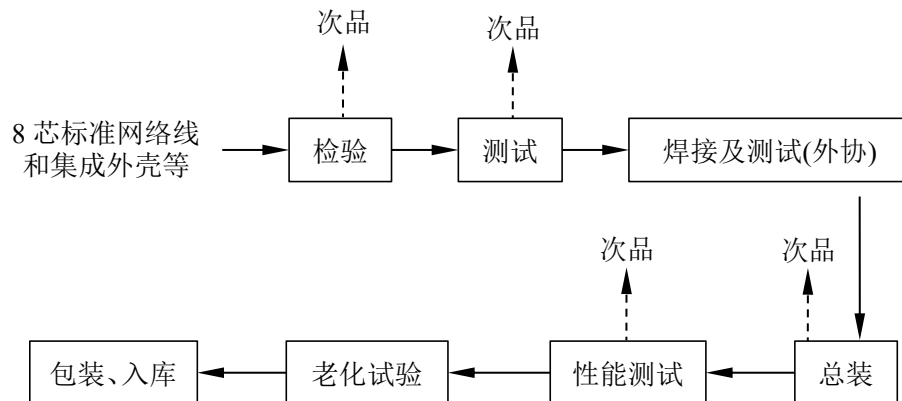 次品
次品
8 芯标准网络线
和集成外壳等
检验
测试
焊接及测试(外协)
次品
次品
包装、入库
老化试验
性能测试
总装